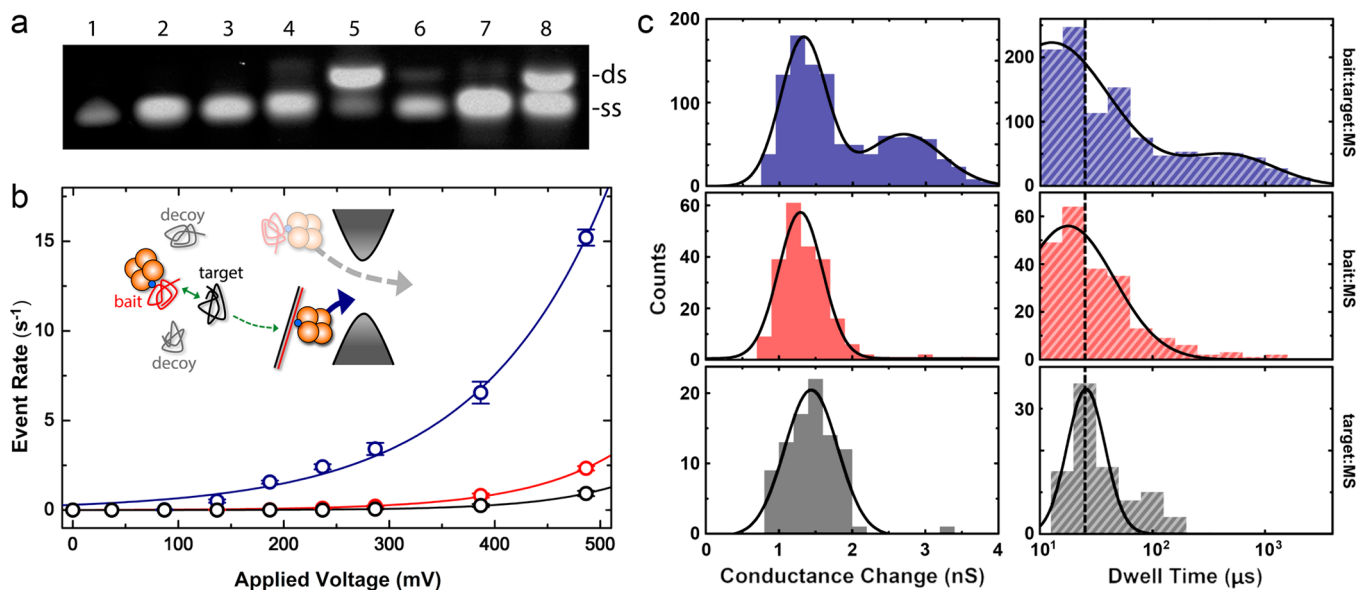 a
1 2 3 4 5 6 7 8
-ds
-ss
b
15
10
5
0
Event Rate (s⁻¹)
0 100 200 300 400 500
Applied Voltage (mV)
decoy
target
bait
decoy
c
200
100
0
60
40
20
0
20
10
0
Counts
0 1 2 3 4
Conductance Change (nS)
200
100
0
60
40
20
0
30
0
10¹ 10² 10³
Dwell Time (μs)
bait:target:MS
bait:MS
target:MS